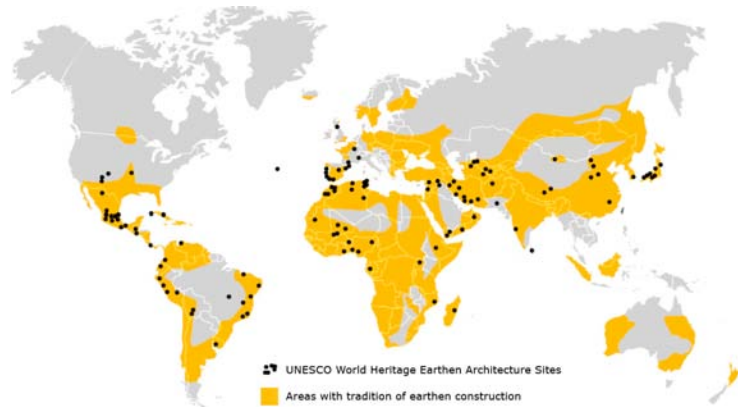 UNESCO World Heritage Earthen Architecture Sites
Areas with tradition of earthen construction